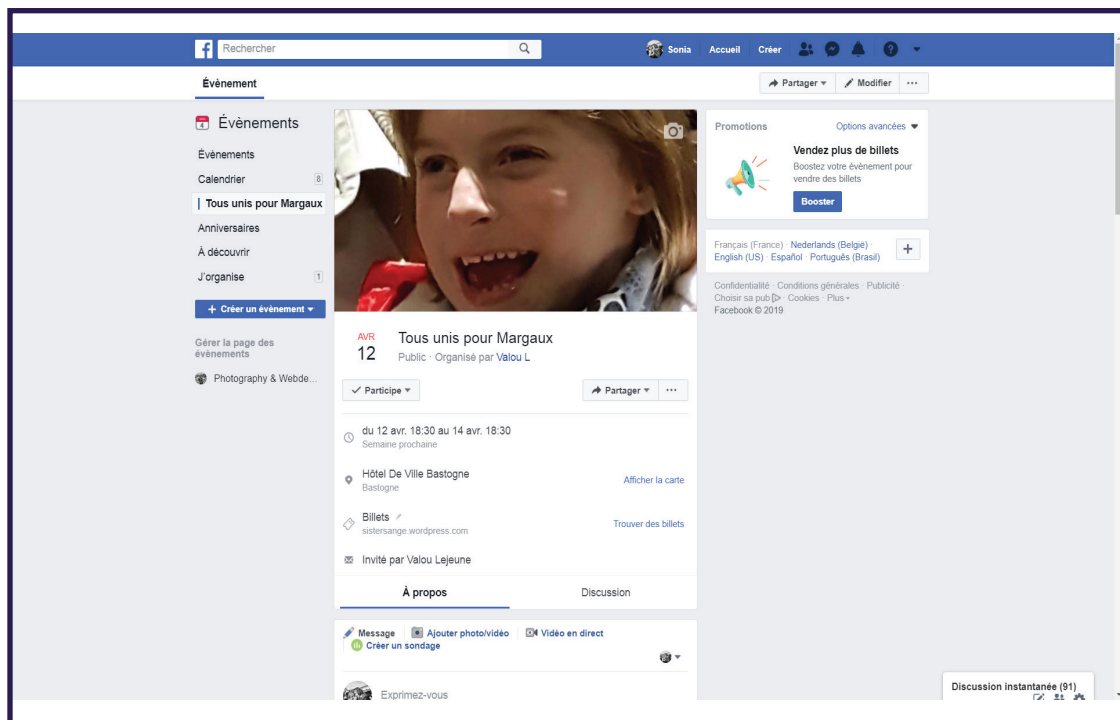 f
Rechercher
Sonia Accueil Créer
Évènement
Partager Modifier ...
4 Évènements
Évènements
Calendrier 8
Tous unis pour Margaux
Anniversaires
À découvrir
J'organise 1
+ Créer un évènement
Gérer la page des
évènements
Photography & Webde...
AVR
12
Tous unis pour Margaux
Public · Organisé par Valou L
Participe
Partager ...
du 12 avr. 18:30 au 14 avr. 18:30
Semaine prochaine
Hôtel De Ville Bastogne
Bastogne
Afficher la carte
Billets
sistersange.wordpress.com
Trouver des billets
Invité par Valou Lejeune
À propos Discussion
Message Ajouter photo/vidéo Vidéo en direct
Créer un sondage
Exprimez-vous
Promotions Options avancées
Vendez plus de billets
Boostez votre évènement pour
vendre des billets
Booster
Français (France) · Nederlands (België) ·
English (US) · Español · Português (Brasil)
+
Confidentialité · Conditions générales · Publicité ·
Choisir sa pub · Cookies · Plus
Facebook © 2019
Discussion instantanée (91)